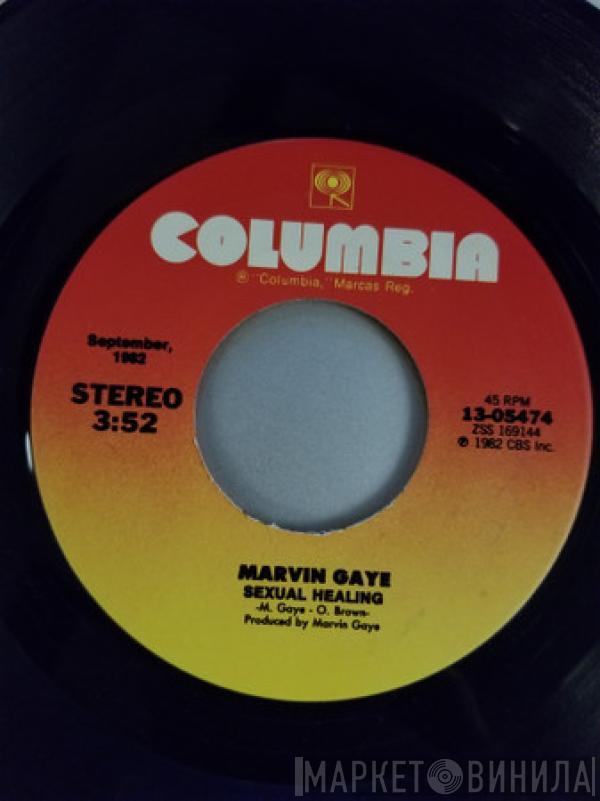 COLUMBIA
® "Columbia," Marcas Reg.
September,
1982
STEREO
3:52
45 RPM
13-05474
ZSS 169144
℗ 1982 CBS Inc.
MARVIN GAYE
SEXUAL HEALING
-M. Gaye - O. Brown-
Produced by Marvin Gaye
МАРКЕТ ВИНИЛА